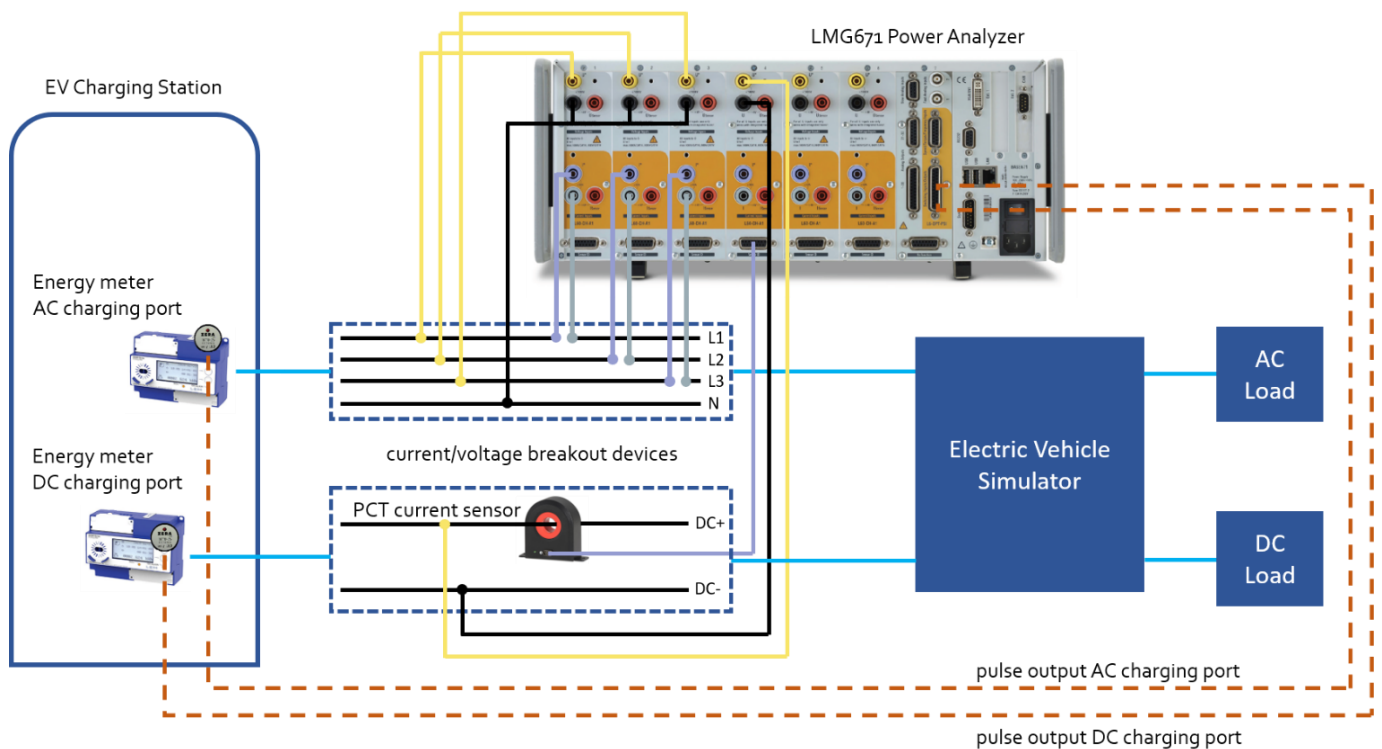 LMG671 Power Analyzer
EV Charging Station
Energy meter
AC charging port
L1
L2
L3
N
AC
Load
current/voltage breakout devices
Energy meter
DC charging port
Electric Vehicle
Simulator
PCT current sensor
DC+
DC-
DC
Load
pulse output AC charging port
pulse output DC charging port